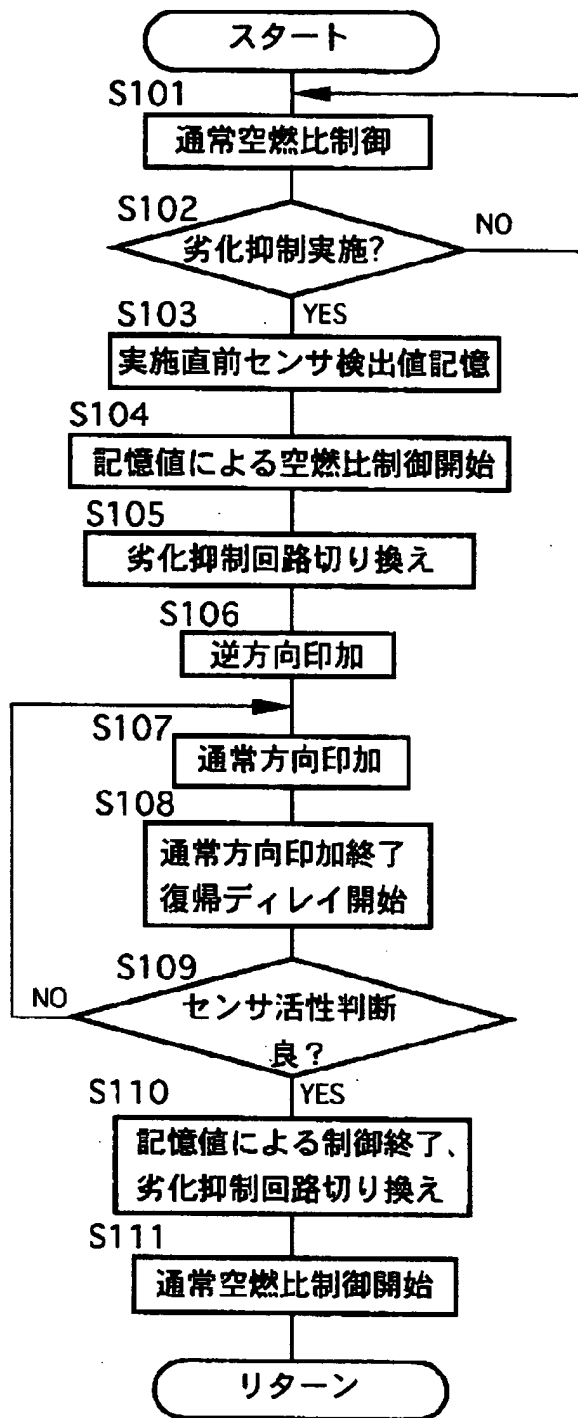 スタート
S101
通常空燃比制御
S102
劣化抑制実施?
NO
YES
S103
実施直前センサ検出値記憶
S104
記憶値による空燃比制御開始
S105
劣化抑制回路切り換え
S106
逆方向印加
S107
通常方向印加
S108
通常方向印加終了
復帰ディレイ開始
S109
NO
センサ活性判断
良?
YES
S110
記憶値による制御終了、
劣化抑制回路切り換え
S111
通常空燃比制御開始
リターン